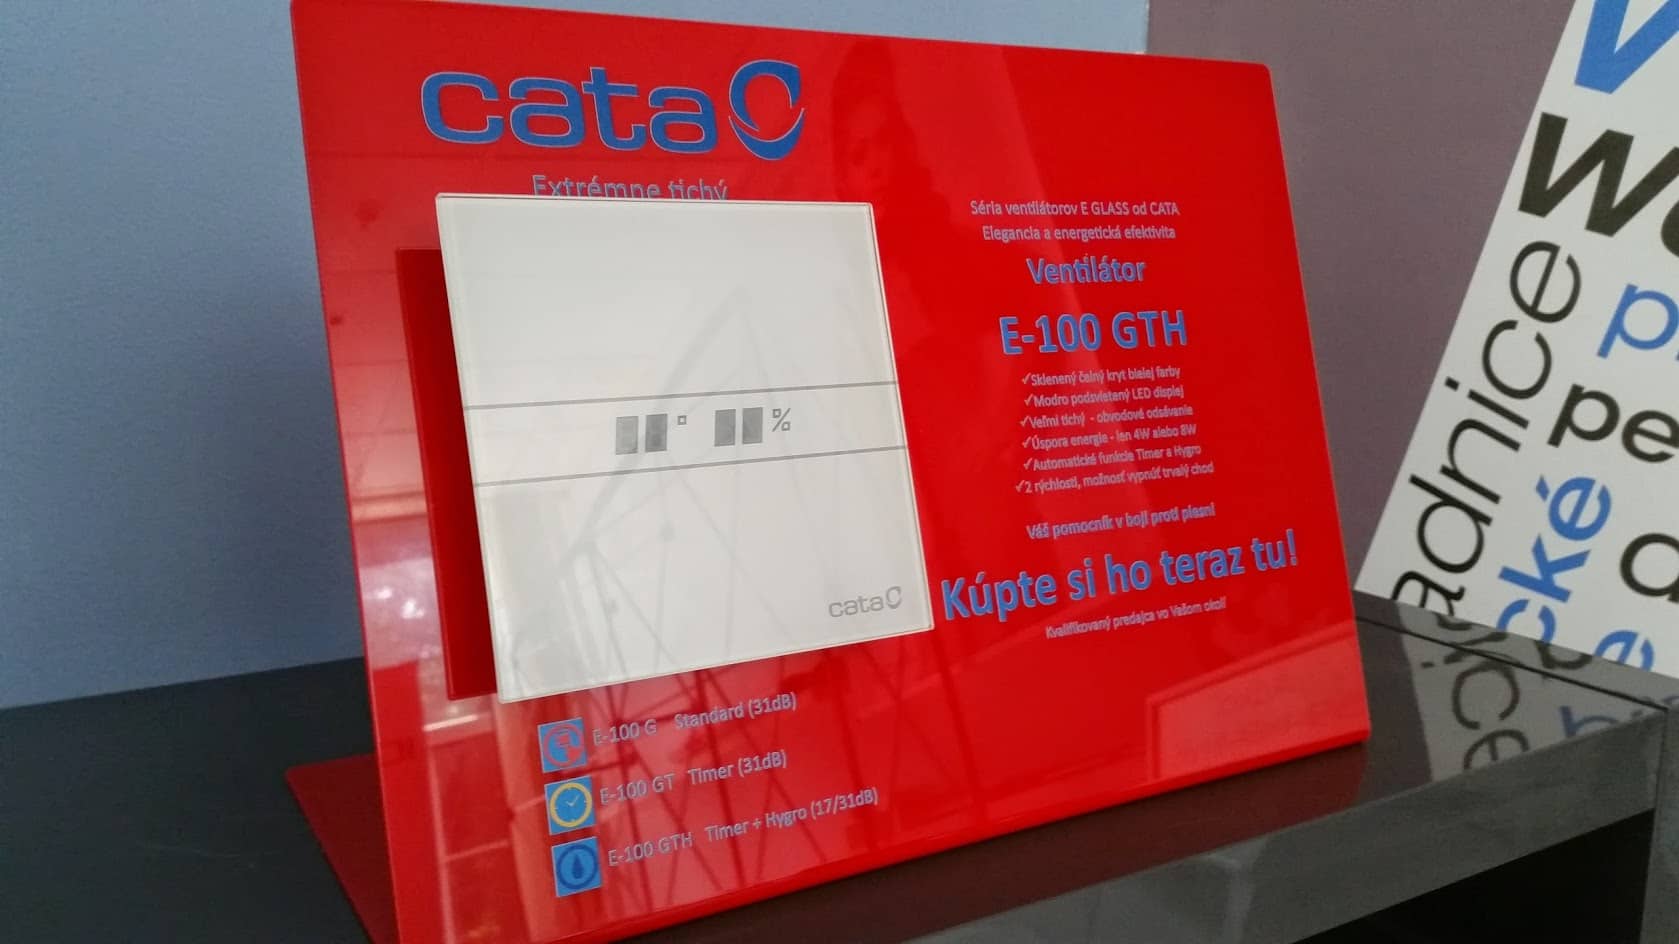 cata
Extrémne tichý
°
%
cata
Séria ventilátorov E GLASS od CATA
Elegancia a energetická efektivita
Ventilátor
E-100 GTH
✓Sklenený čelný kryt bielej farby
✓Modro podsvietený LED displej
✓Veľmi tichý - obvodové odsávanie
✓Úspora energie - len 4W alebo 8W
✓Automatické funkcie Timer a Hygro
✓2 rýchlosti, možnosť vypnúť trvalý chod
Váš pomocník v boji proti plesni
Kúpte si ho teraz tu!
Kvalifikovaný predajca vo Vašom okolí
E-100 G Standard (31dB)
E-100 GT Timer (31dB)
E-100 GTH Timer + Hygro (17/31dB)